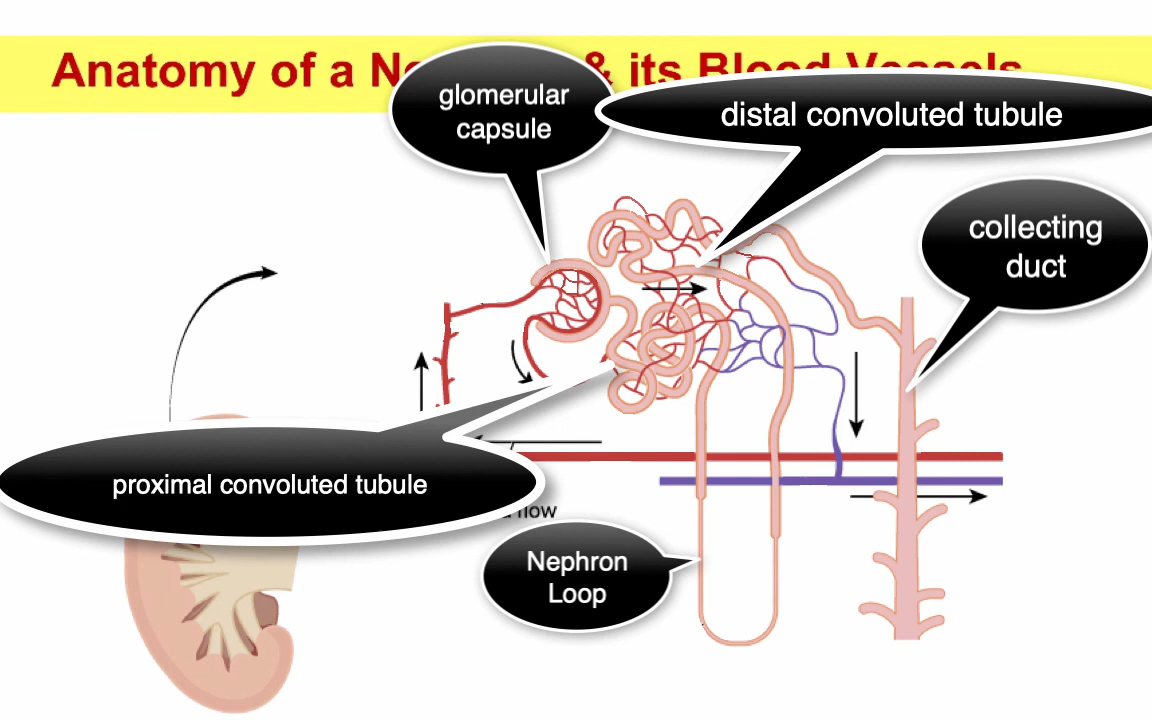 Anatomy of a & its Blood Vessels
glomerular
capsule
distal convoluted tubule
collecting
duct
proximal convoluted tubule
flow
Nephron
Loop